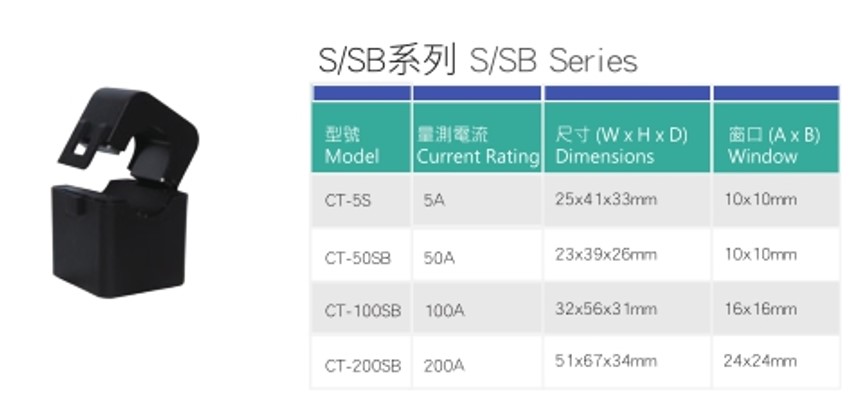 S/SB系列 S/SB Series
型號 量測電流 尺寸 (W x H x D) 窗口 (A x B)
Model Current Rating Dimensions Window
CT-5S 5A 25x41x33mm 10x10mm
CT-50SB 50A 23x39x26mm 10x10mm
CT-100SB 100A 32x56x31mm 16x16mm
CT-200SB 200A 51x67x34mm 24x24mm